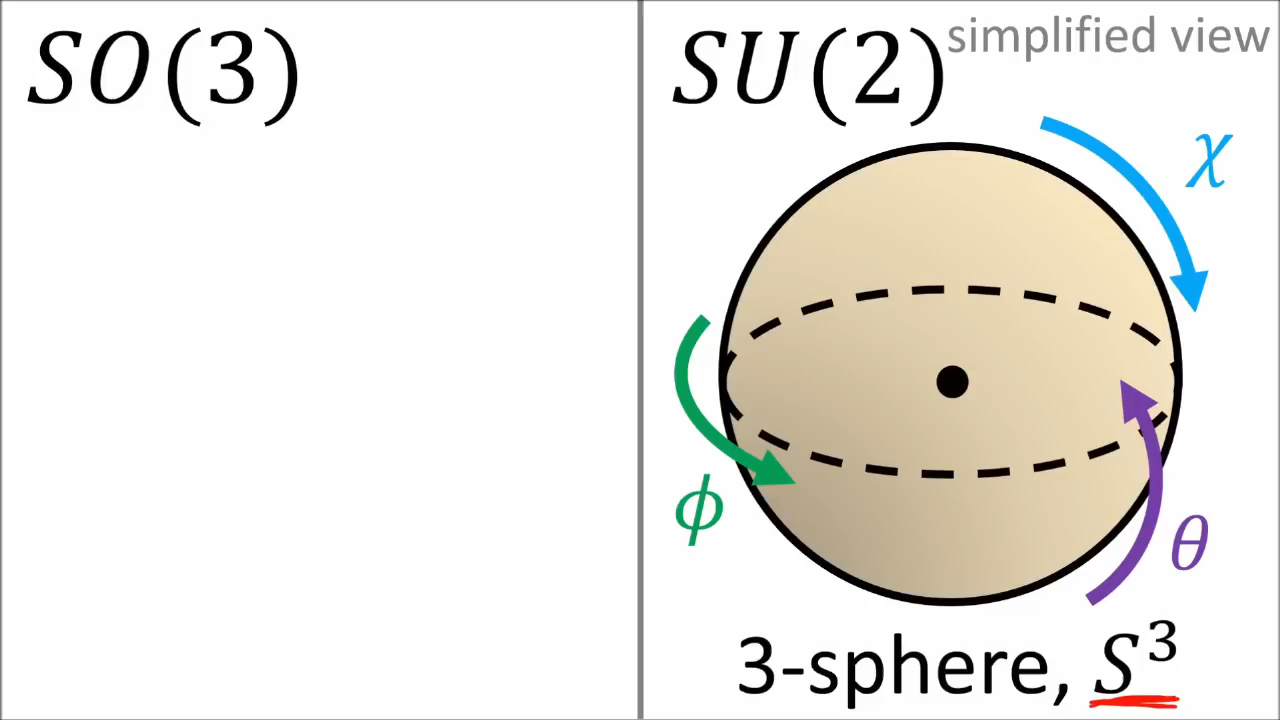 SO(3)
SU(2)
simplified view
χ
ϕ
θ
3-sphere, S³